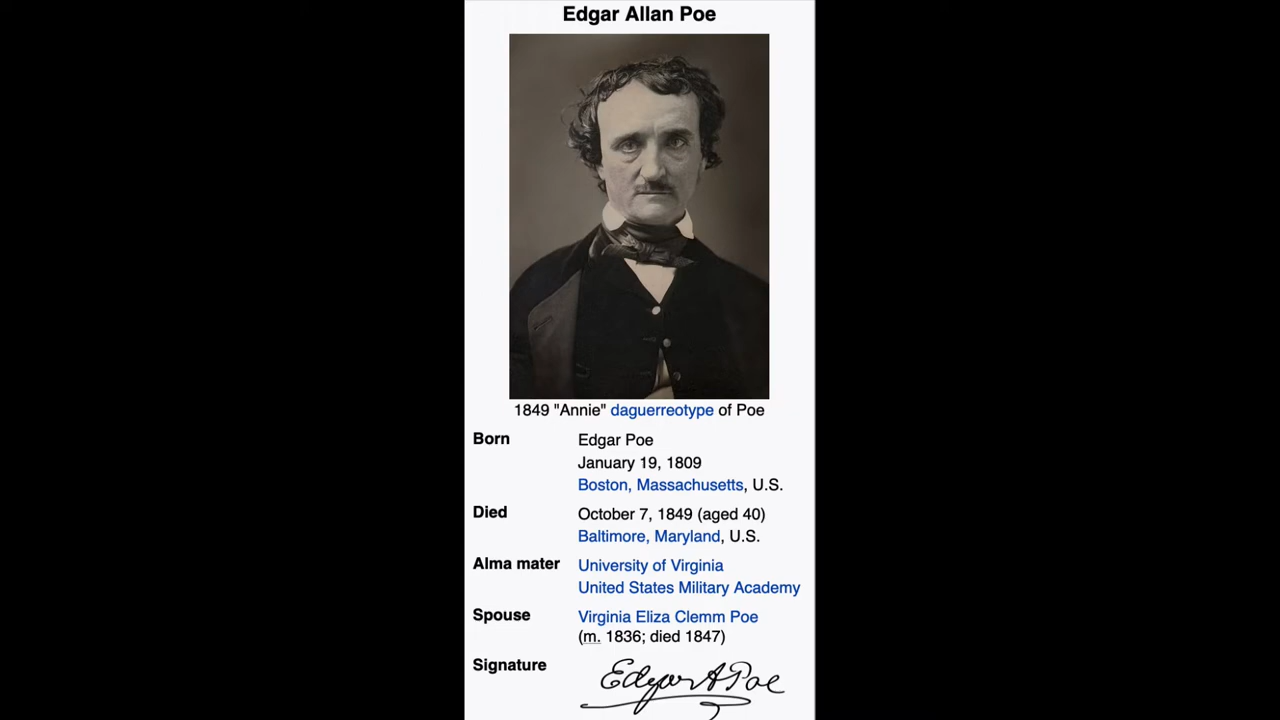 Edgar Allan Poe
1849 "Annie" daguerreotype of Poe
Born Edgar Poe
January 19, 1809
Boston, Massachusetts, U.S.
Died October 7, 1849 (aged 40)
Baltimore, Maryland, U.S.
Alma mater University of Virginia
United States Military Academy
Spouse Virginia Eliza Clemm Poe
(m. 1836; died 1847)
Signature Edgar A Poe